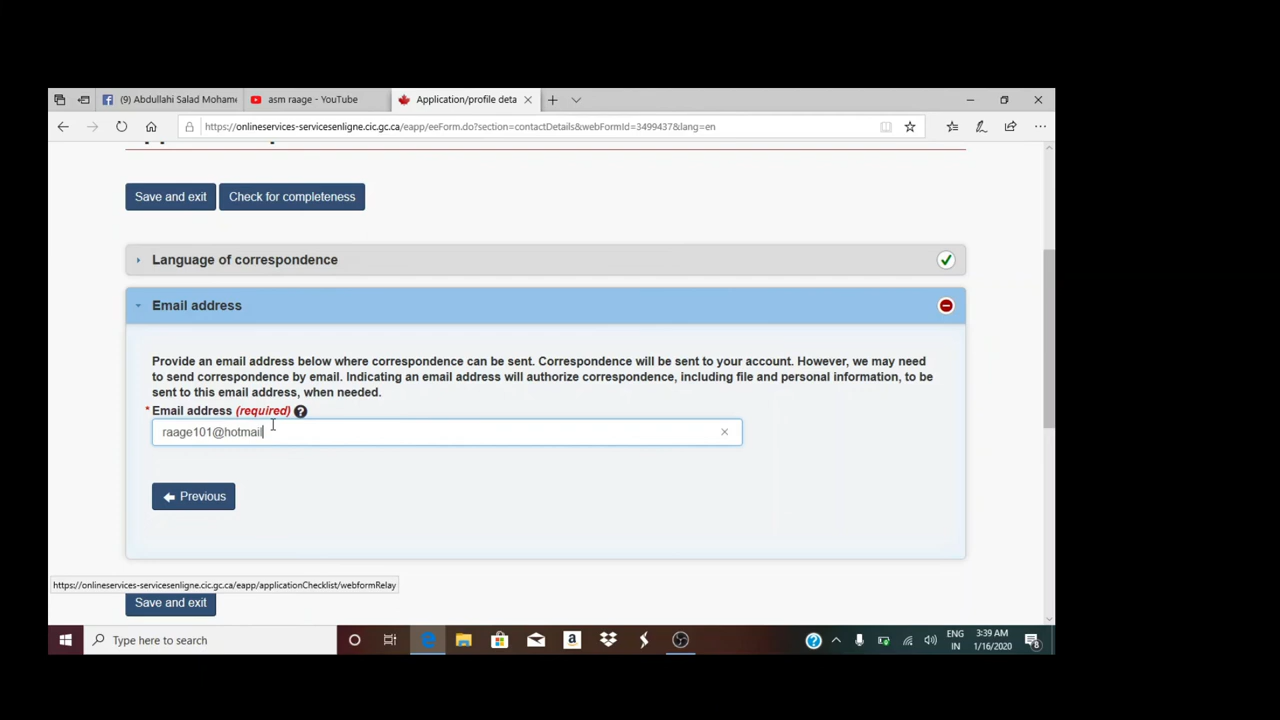 (9) Abdullahi Salad Mohame
asm raage - YouTube
Application/profile deta
https://onlineservices-servicesenligne.cic.gc.ca/eapp/eeForm.do?section=contactDetails&webFormId=3499437&lang=en
Save and exit
Check for completeness
Language of correspondence
Email address
Provide an email address below where correspondence can be sent. Correspondence will be sent to your account. However, we may need
to send correspondence by email. Indicating an email address will authorize correspondence, including file and personal information, to be
sent to this email address, when needed.
* Email address (required) ?
raage101@hotmail
Previous
https://onlineservices-servicesenligne.cic.gc.ca/eapp/applicationChecklist/webformRelay
Save and exit
Type here to search
ENG
IN
3:39 AM
1/16/2020
8